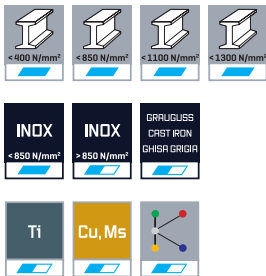 <400 N/mm²
<850 N/mm²
<1100 N/mm²
<1300 N/mm²
INOX
<850 N/mm²
INOX
>850 N/mm²
GRAUGUSS
CAST IRON
GHISA GRIGIA
Ti
Cu, Ms